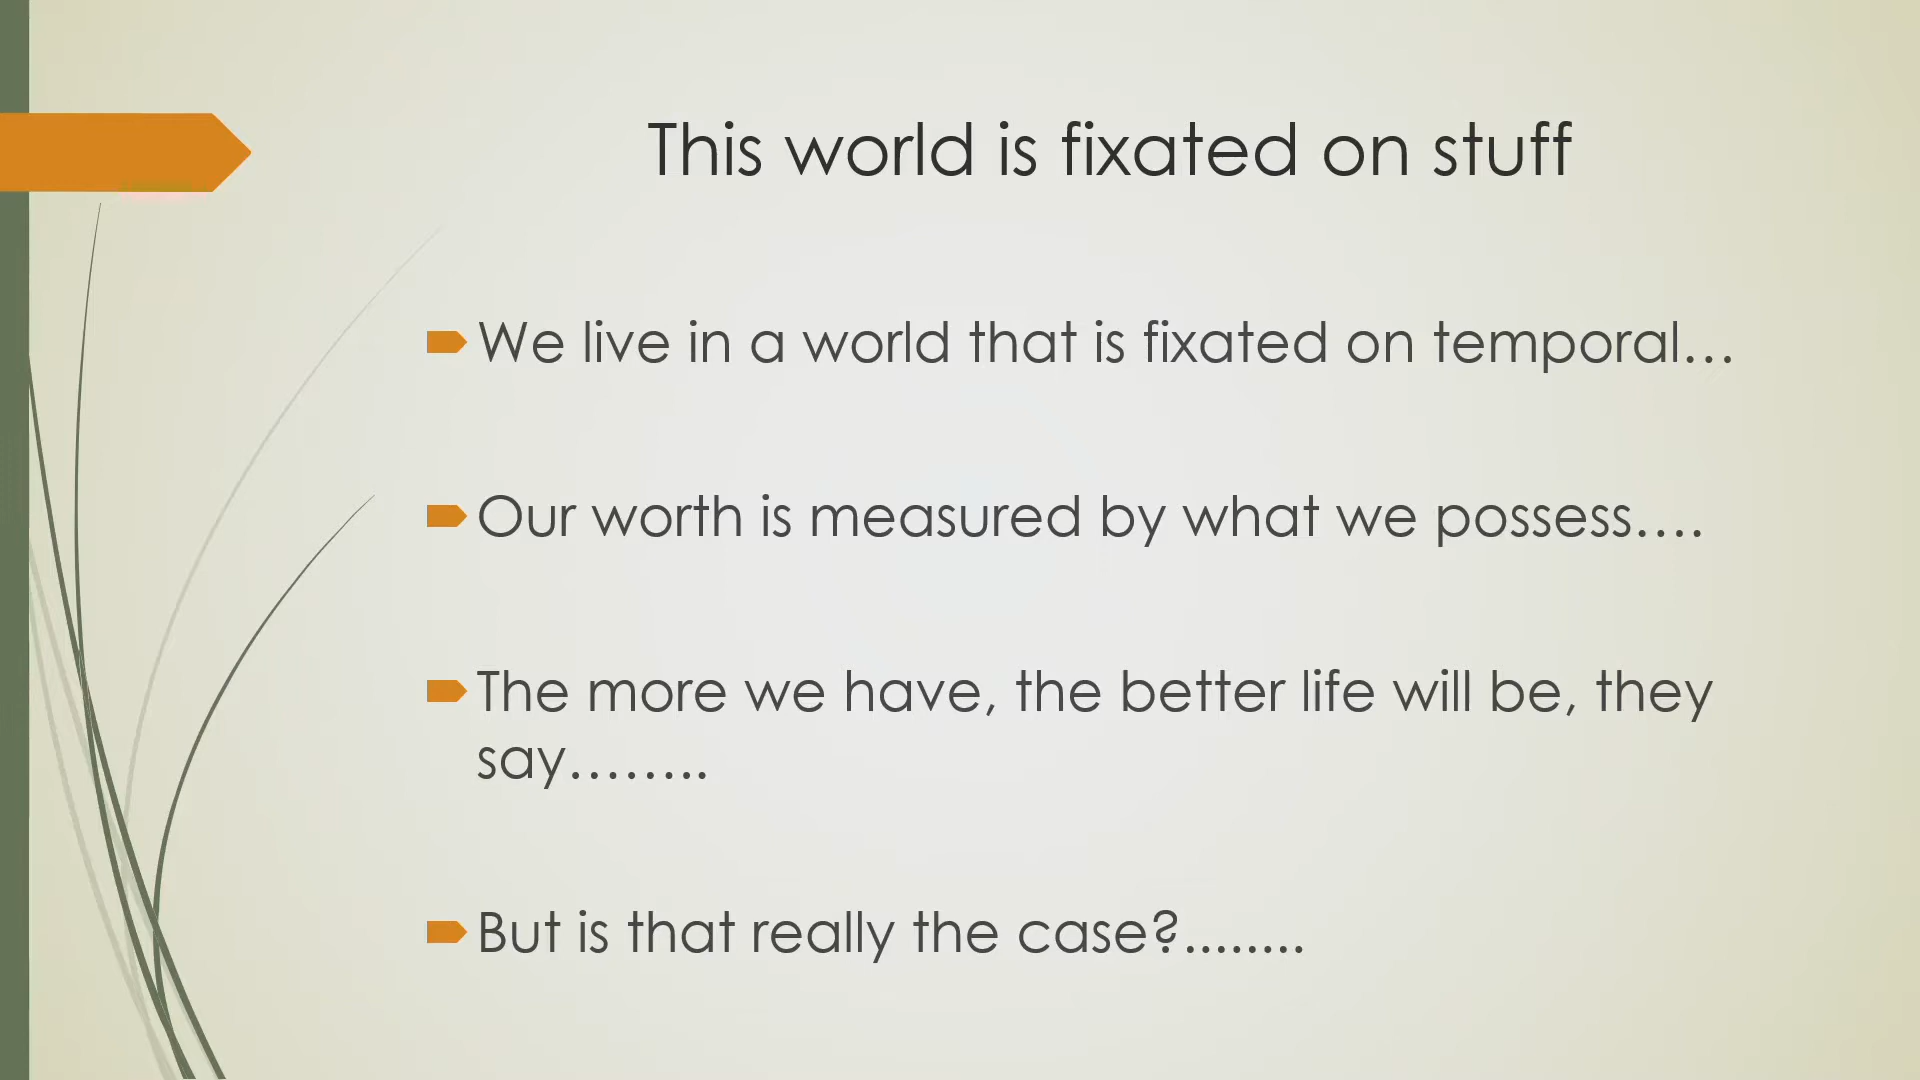 This world is fixated on stuff
We live in a world that is fixated on temporal…
Our worth is measured by what we possess….
The more we have, the better life will be, they
say……..
But is that really the case?........